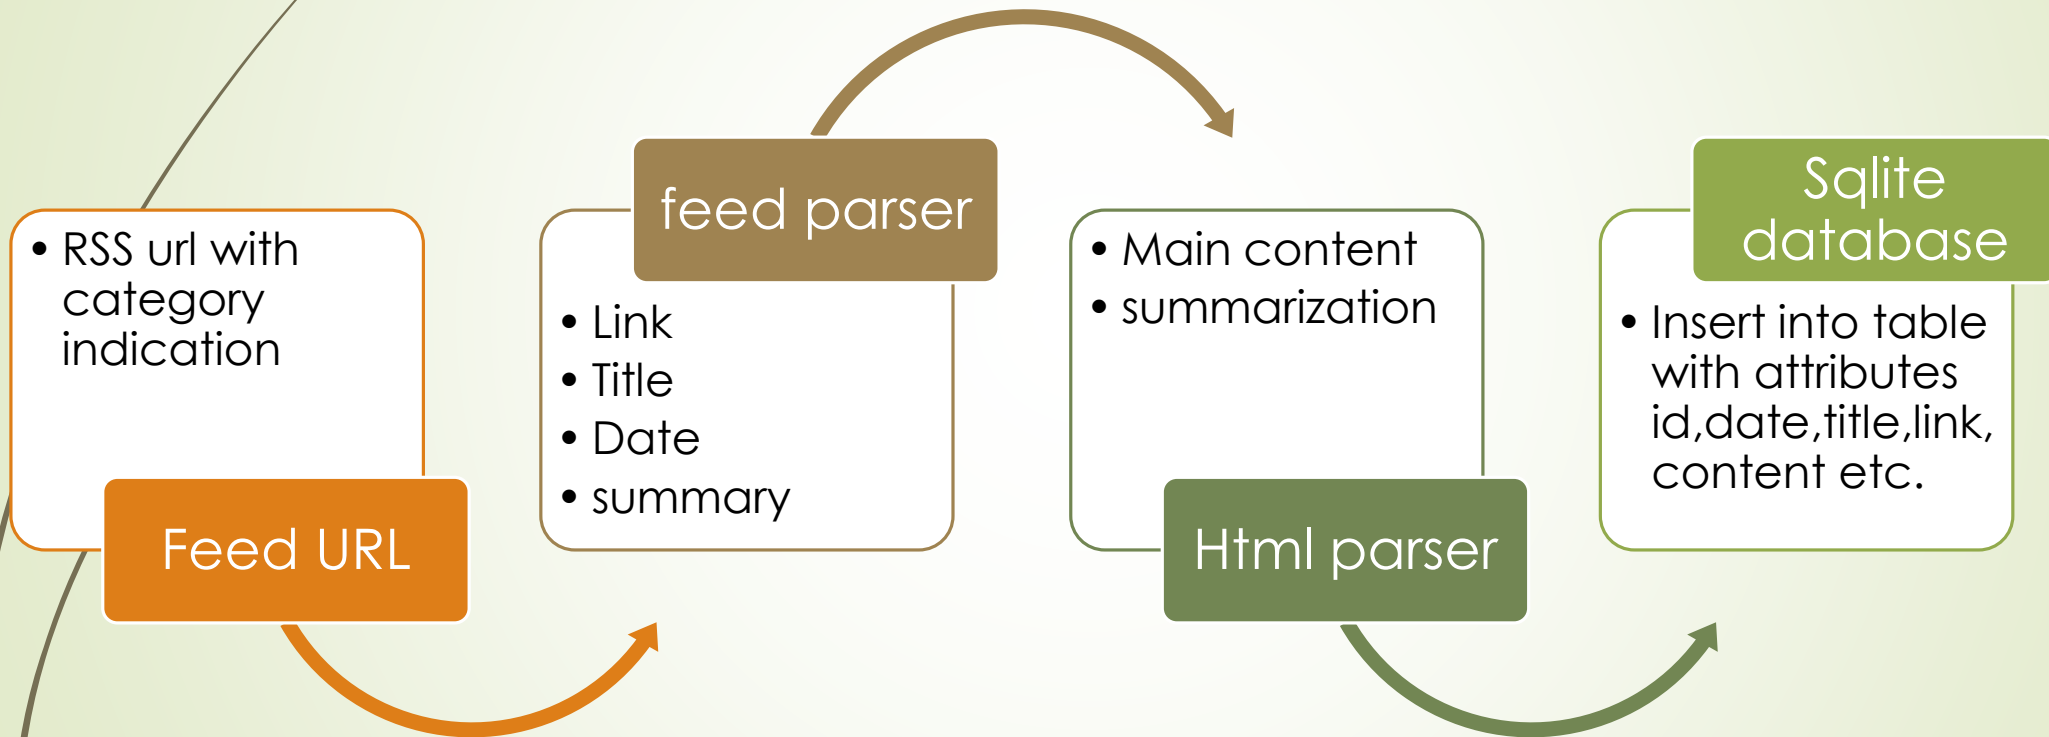 • RSS url with
category
indication
Feed URL
feed parser
• Link
• Title
• Date
• summary
• Main content
• summarization
Html parser
Sqlite
database
• Insert into table
with attributes
id,date,title,link,
content etc.